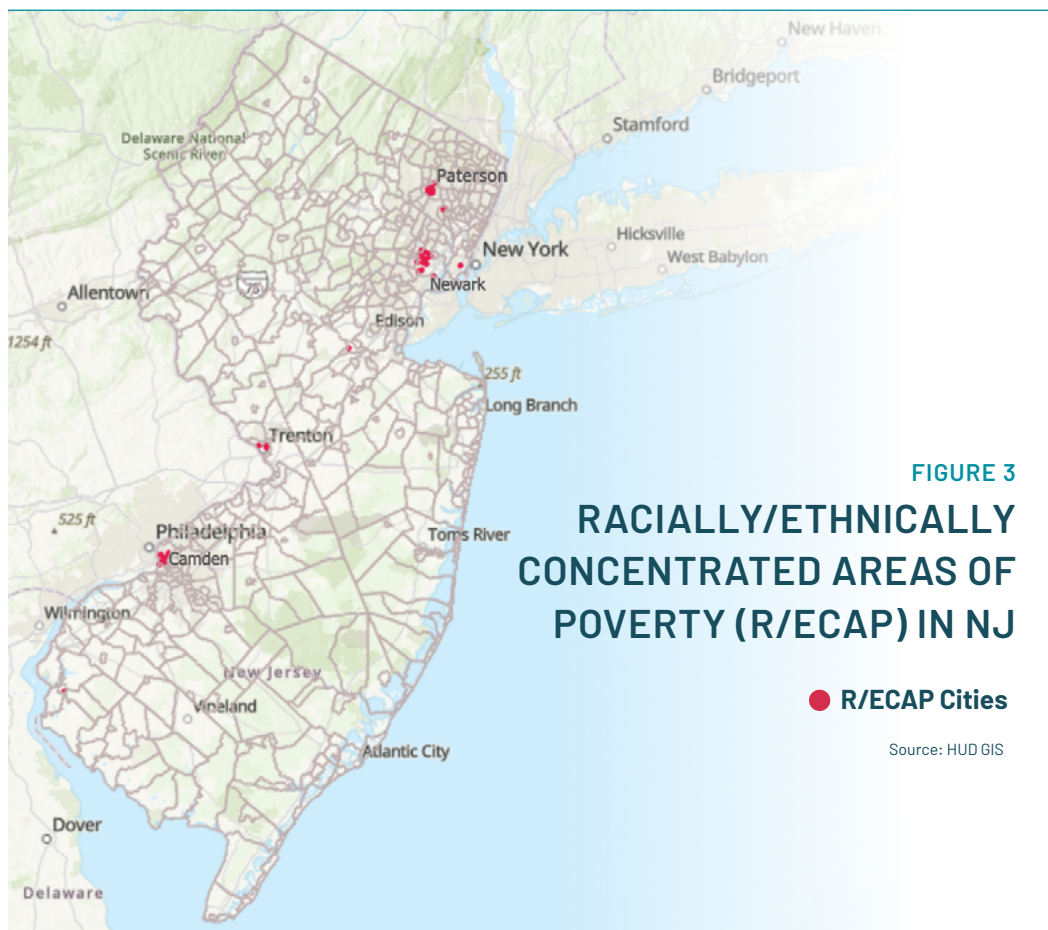 New Haven
Bridgeport
Stamford
Delaware National
Scenic River
Paterson
Hicksville
New York
West Babylon
Newark
Allentown
Edison
1254 ft
255 ft
Long Branch
Trenton
FIGURE 3
RACIALLY/ETHNICALLY
CONCENTRATED AREAS OF
POVERTY (R/ECAP) IN NJ
525 ft
Philadelphia
Toms River
Camden
Wilmington
New Jersey
R/ECAP Cities
Vineland
Source: HUD GIS
Atlantic City
Dover
Delaware